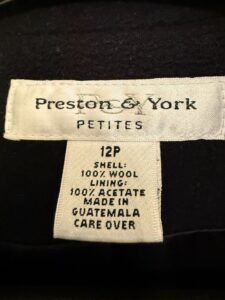 P&Y
Preston & York
PETITES
12P
SHELL:
100% WOOL
LINING:
100% ACETATE
MADE IN
GUATEMALA
CARE OVER